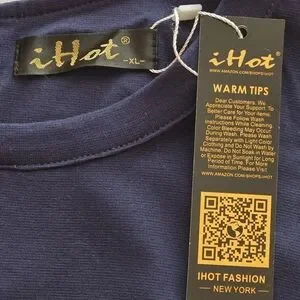 iHot®
-XL-
iHot®
WWW.AMAZON.COM/SHOPS/IHOT
WARM TIPS
Dear Customers. We
Appreciate Your Support. To
Better Care for Your Items:
Please Follow Wash
Instructions While Cleaning
Color Bleeding May Occur
During Wash. Please Wash
Separately with Light Color
Clothing and Do Not Wash by
Machine. Do Not Soak in Water
or Expose in Sunlight for Long
Period of Time. For More
Information Please Visit
WWW.AMAZON.COM/SHOPS/IHOT
IHOT FASHION
NEW YORK